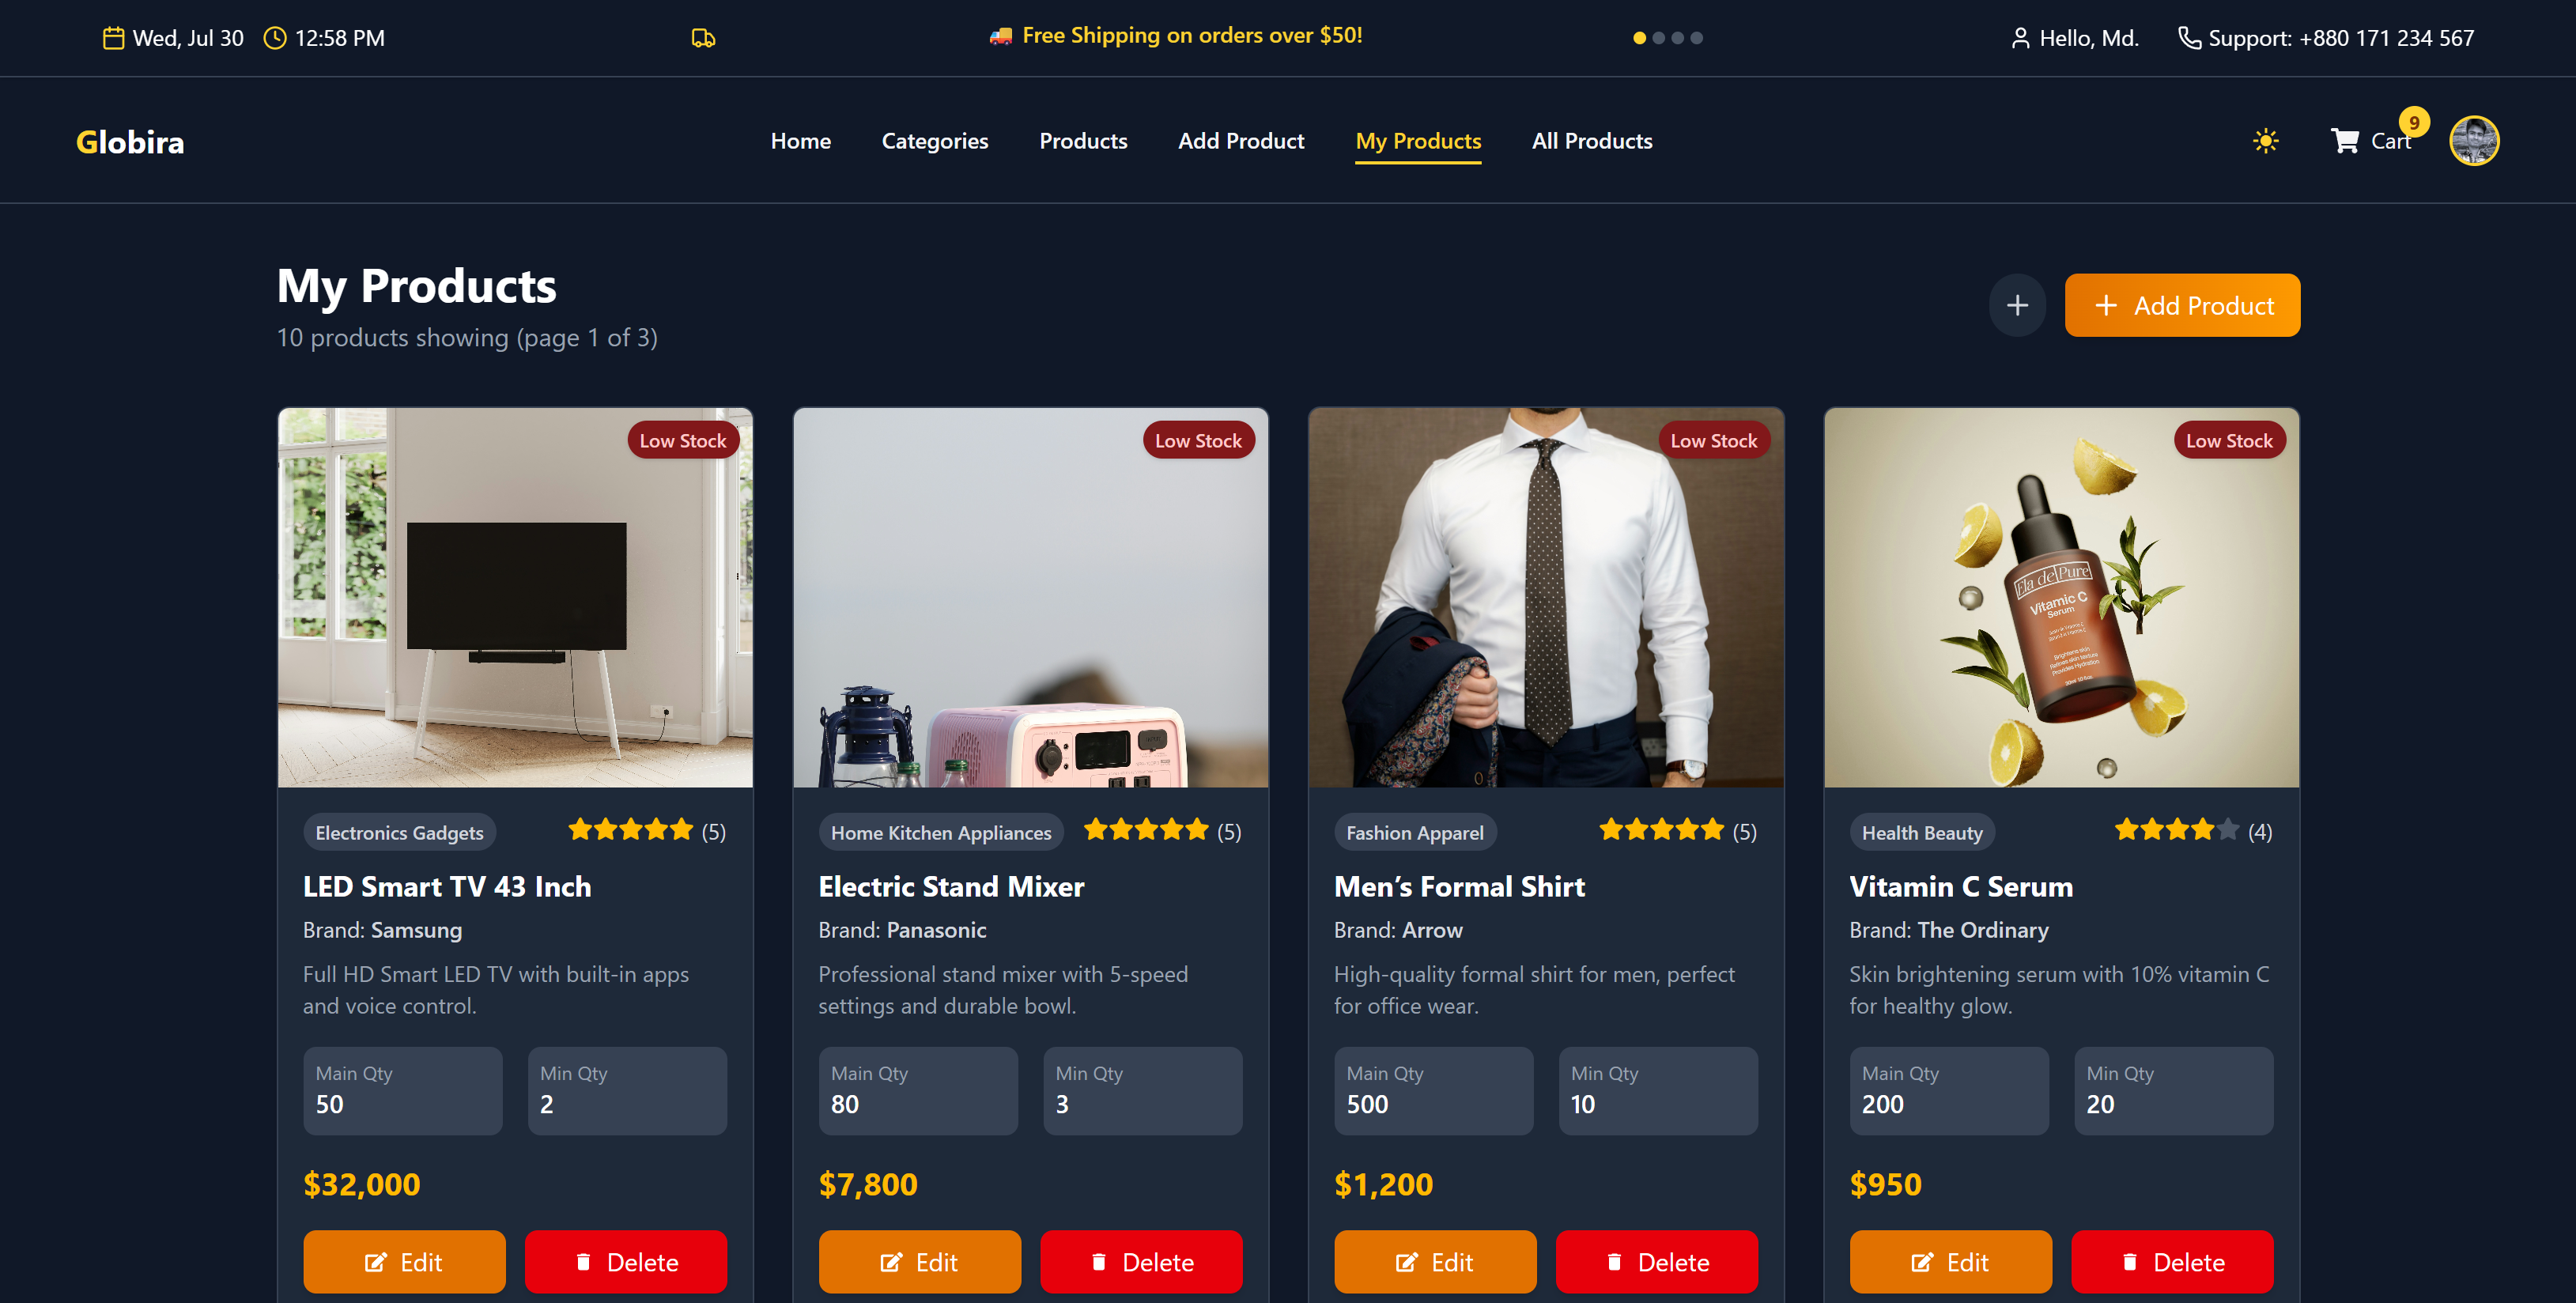 Wed, Jul 30 12:58 PM
🚚 Free Shipping on orders over $50!
Hello, Md. Support: +880 171 234 567
Globira
Home Categories Products Add Product My Products All Products
Cart 9
My Products
10 products showing (page 1 of 3)
+ Add Product
Low Stock
Electronics Gadgets (5)
LED Smart TV 43 Inch
Brand: Samsung
Full HD Smart LED TV with built-in apps
and voice control.
Main Qty Min Qty
50 2
$32,000
Edit Delete
Low Stock
Home Kitchen Appliances (5)
Electric Stand Mixer
Brand: Panasonic
Professional stand mixer with 5-speed
settings and durable bowl.
Main Qty Min Qty
80 3
$7,800
Edit Delete
Low Stock
Fashion Apparel (5)
Men’s Formal Shirt
Brand: Arrow
High-quality formal shirt for men, perfect
for office wear.
Main Qty Min Qty
500 10
$1,200
Edit Delete
Low Stock
Ela de Pure
Vitamic C
Serum
Health Beauty (4)
Vitamin C Serum
Brand: The Ordinary
Skin brightening serum with 10% vitamin C
for healthy glow.
Main Qty Min Qty
200 20
$950
Edit Delete